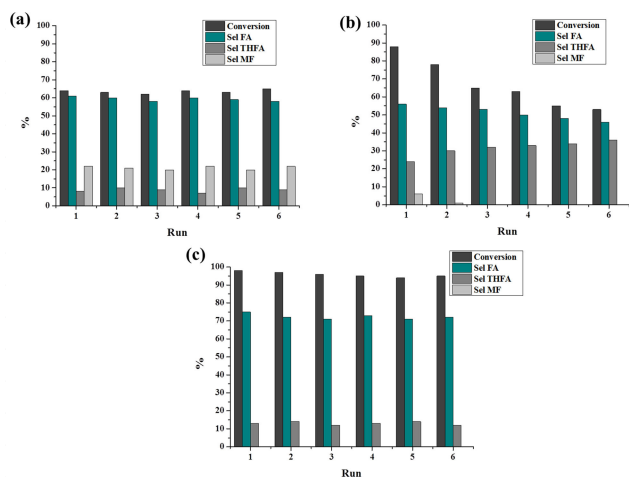 (a)
Conversion
Sel FA
Sel THFA
Sel MF
100
90
80
70
60
50
40
30
20
10
0
%
1 2 3 4 5 6
Run
(b)
Conversion
Sel FA
Sel THFA
Sel MF
100
90
80
70
60
50
40
30
20
10
0
%
1 2 3 4 5 6
Run
(c)
Conversion
Sel FA
Sel THFA
Sel MF
100
90
80
70
60
50
40
30
20
10
0
%
1 2 3 4 5 6
Run